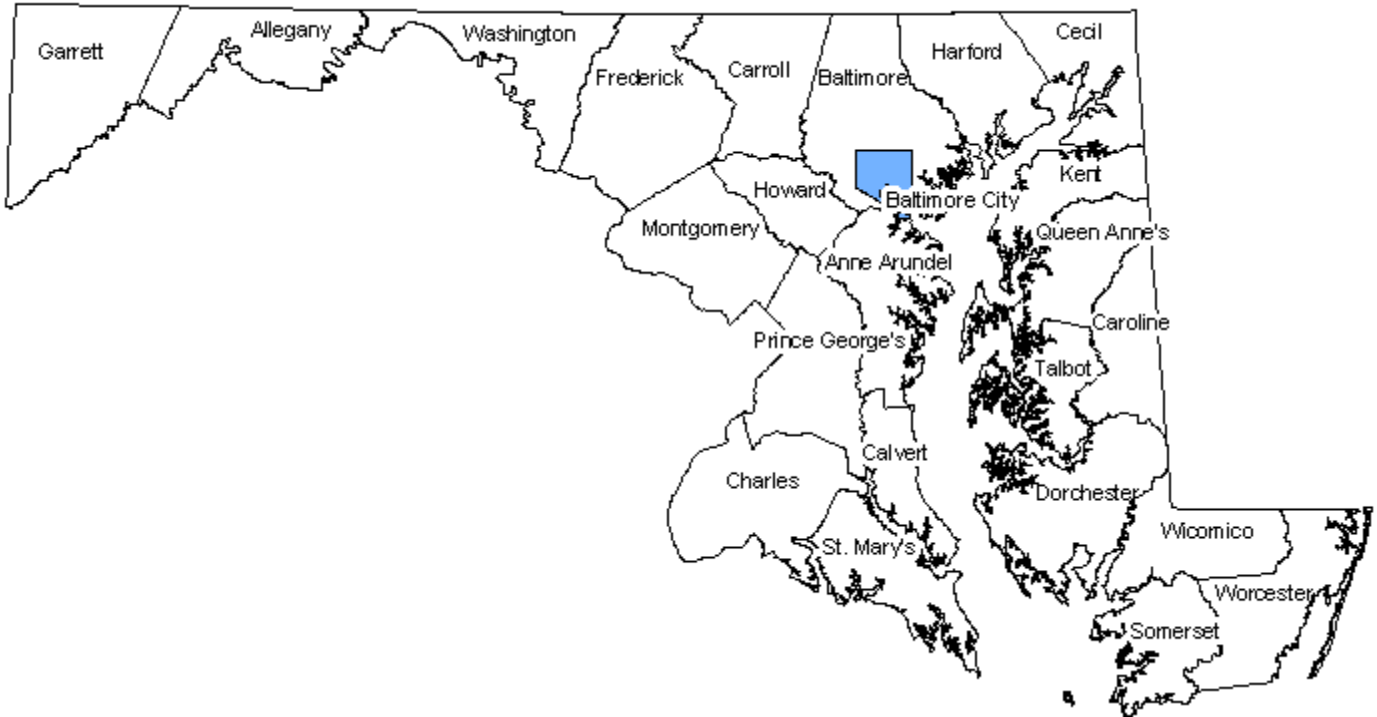 Garrett
Allegany
Washington
Frederick
Carroll
Baltimore
Harford
Cecil
Kent
Howard
Baltimore City
Montgomery
Queen Anne's
Anne Arundel
Caroline
Prince George's
Talbot
Calvert
Charles
Dorchester
Wicomico
St. Mary's
Worcester
Somerset